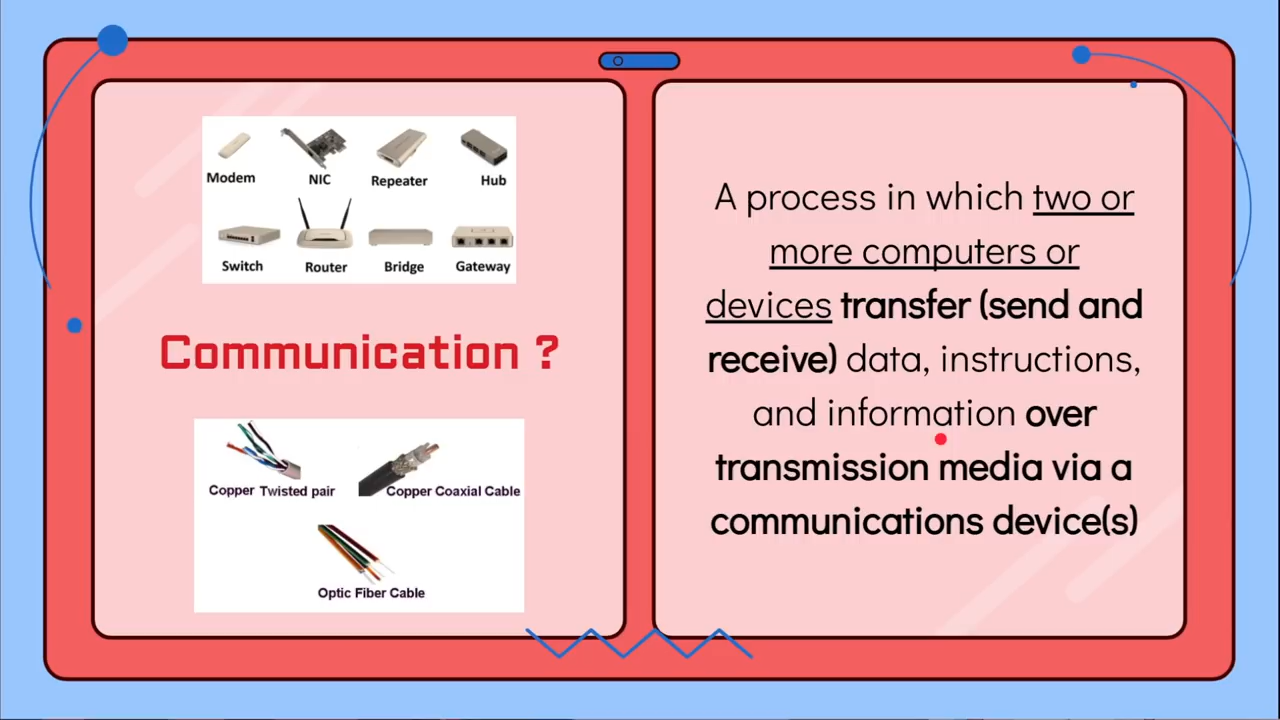 Modem NIC Repeater Hub
Switch Router Bridge Gateway
Communication ?
Copper Twisted pair Copper Coaxial Cable
Optic Fiber Cable
A process in which two or
more computers or
devices transfer (send and
receive) data, instructions,
and information over
transmission media via a
communications device(s)